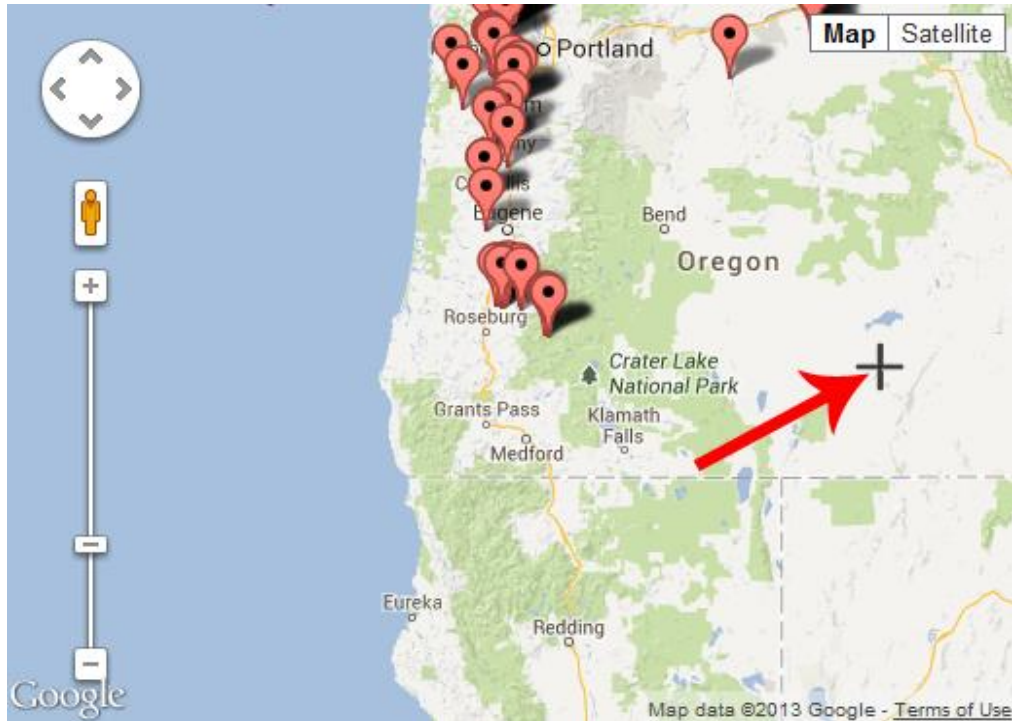 Map Satellite
Portland
Bend
Eugene
Oregon
Roseburg
Crater Lake
National Park
Grants Pass
Klamath
Falls
Medford
Eureka
Redding
Google
Map data ©2013 Google - Terms of Use